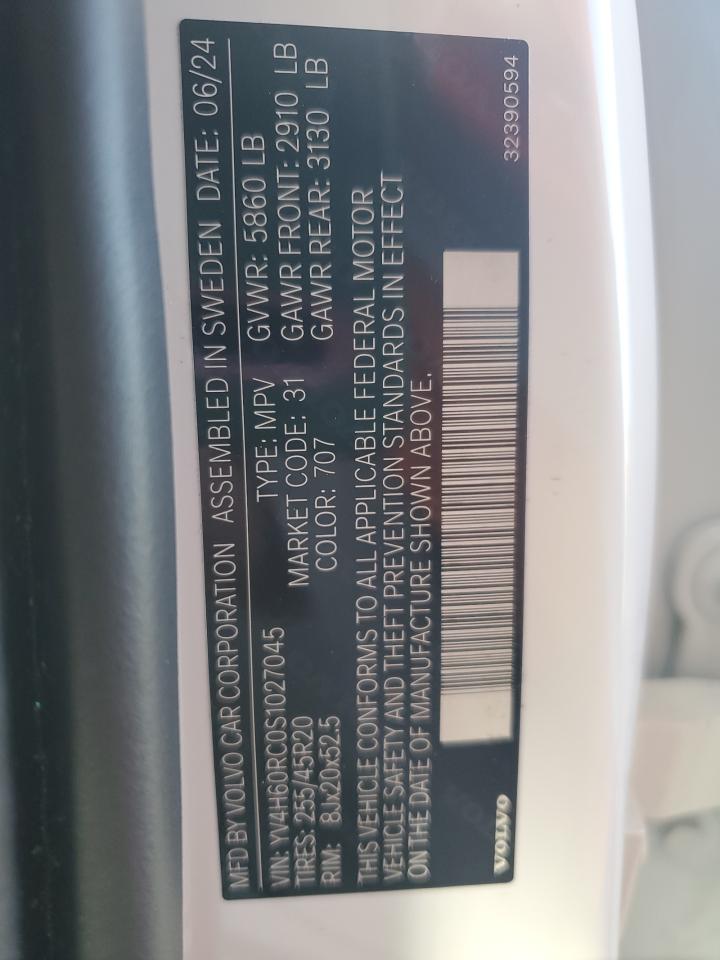 MFD BY VOLVO CAR CORPORATION ASSEMBLED IN SWEDEN DATE: 06/24
VIN: YV4H60RC0S1027045 TYPE: MPV GVWR: 5860 LB
TIRES: 255/45R20 MARKET CODE: 31 GAWR FRONT: 2910 LB
RIM: 8Jx20x52.5 COLOR: 707 GAWR REAR: 3130 LB
THIS VEHICLE CONFORMS TO ALL APPLICABLE FEDERAL MOTOR
VEHICLE SAFETY AND THEFT PREVENTION STANDARDS IN EFFECT
ON THE DATE OF MANUFACTURE SHOWN ABOVE.
VOLVO 32390594